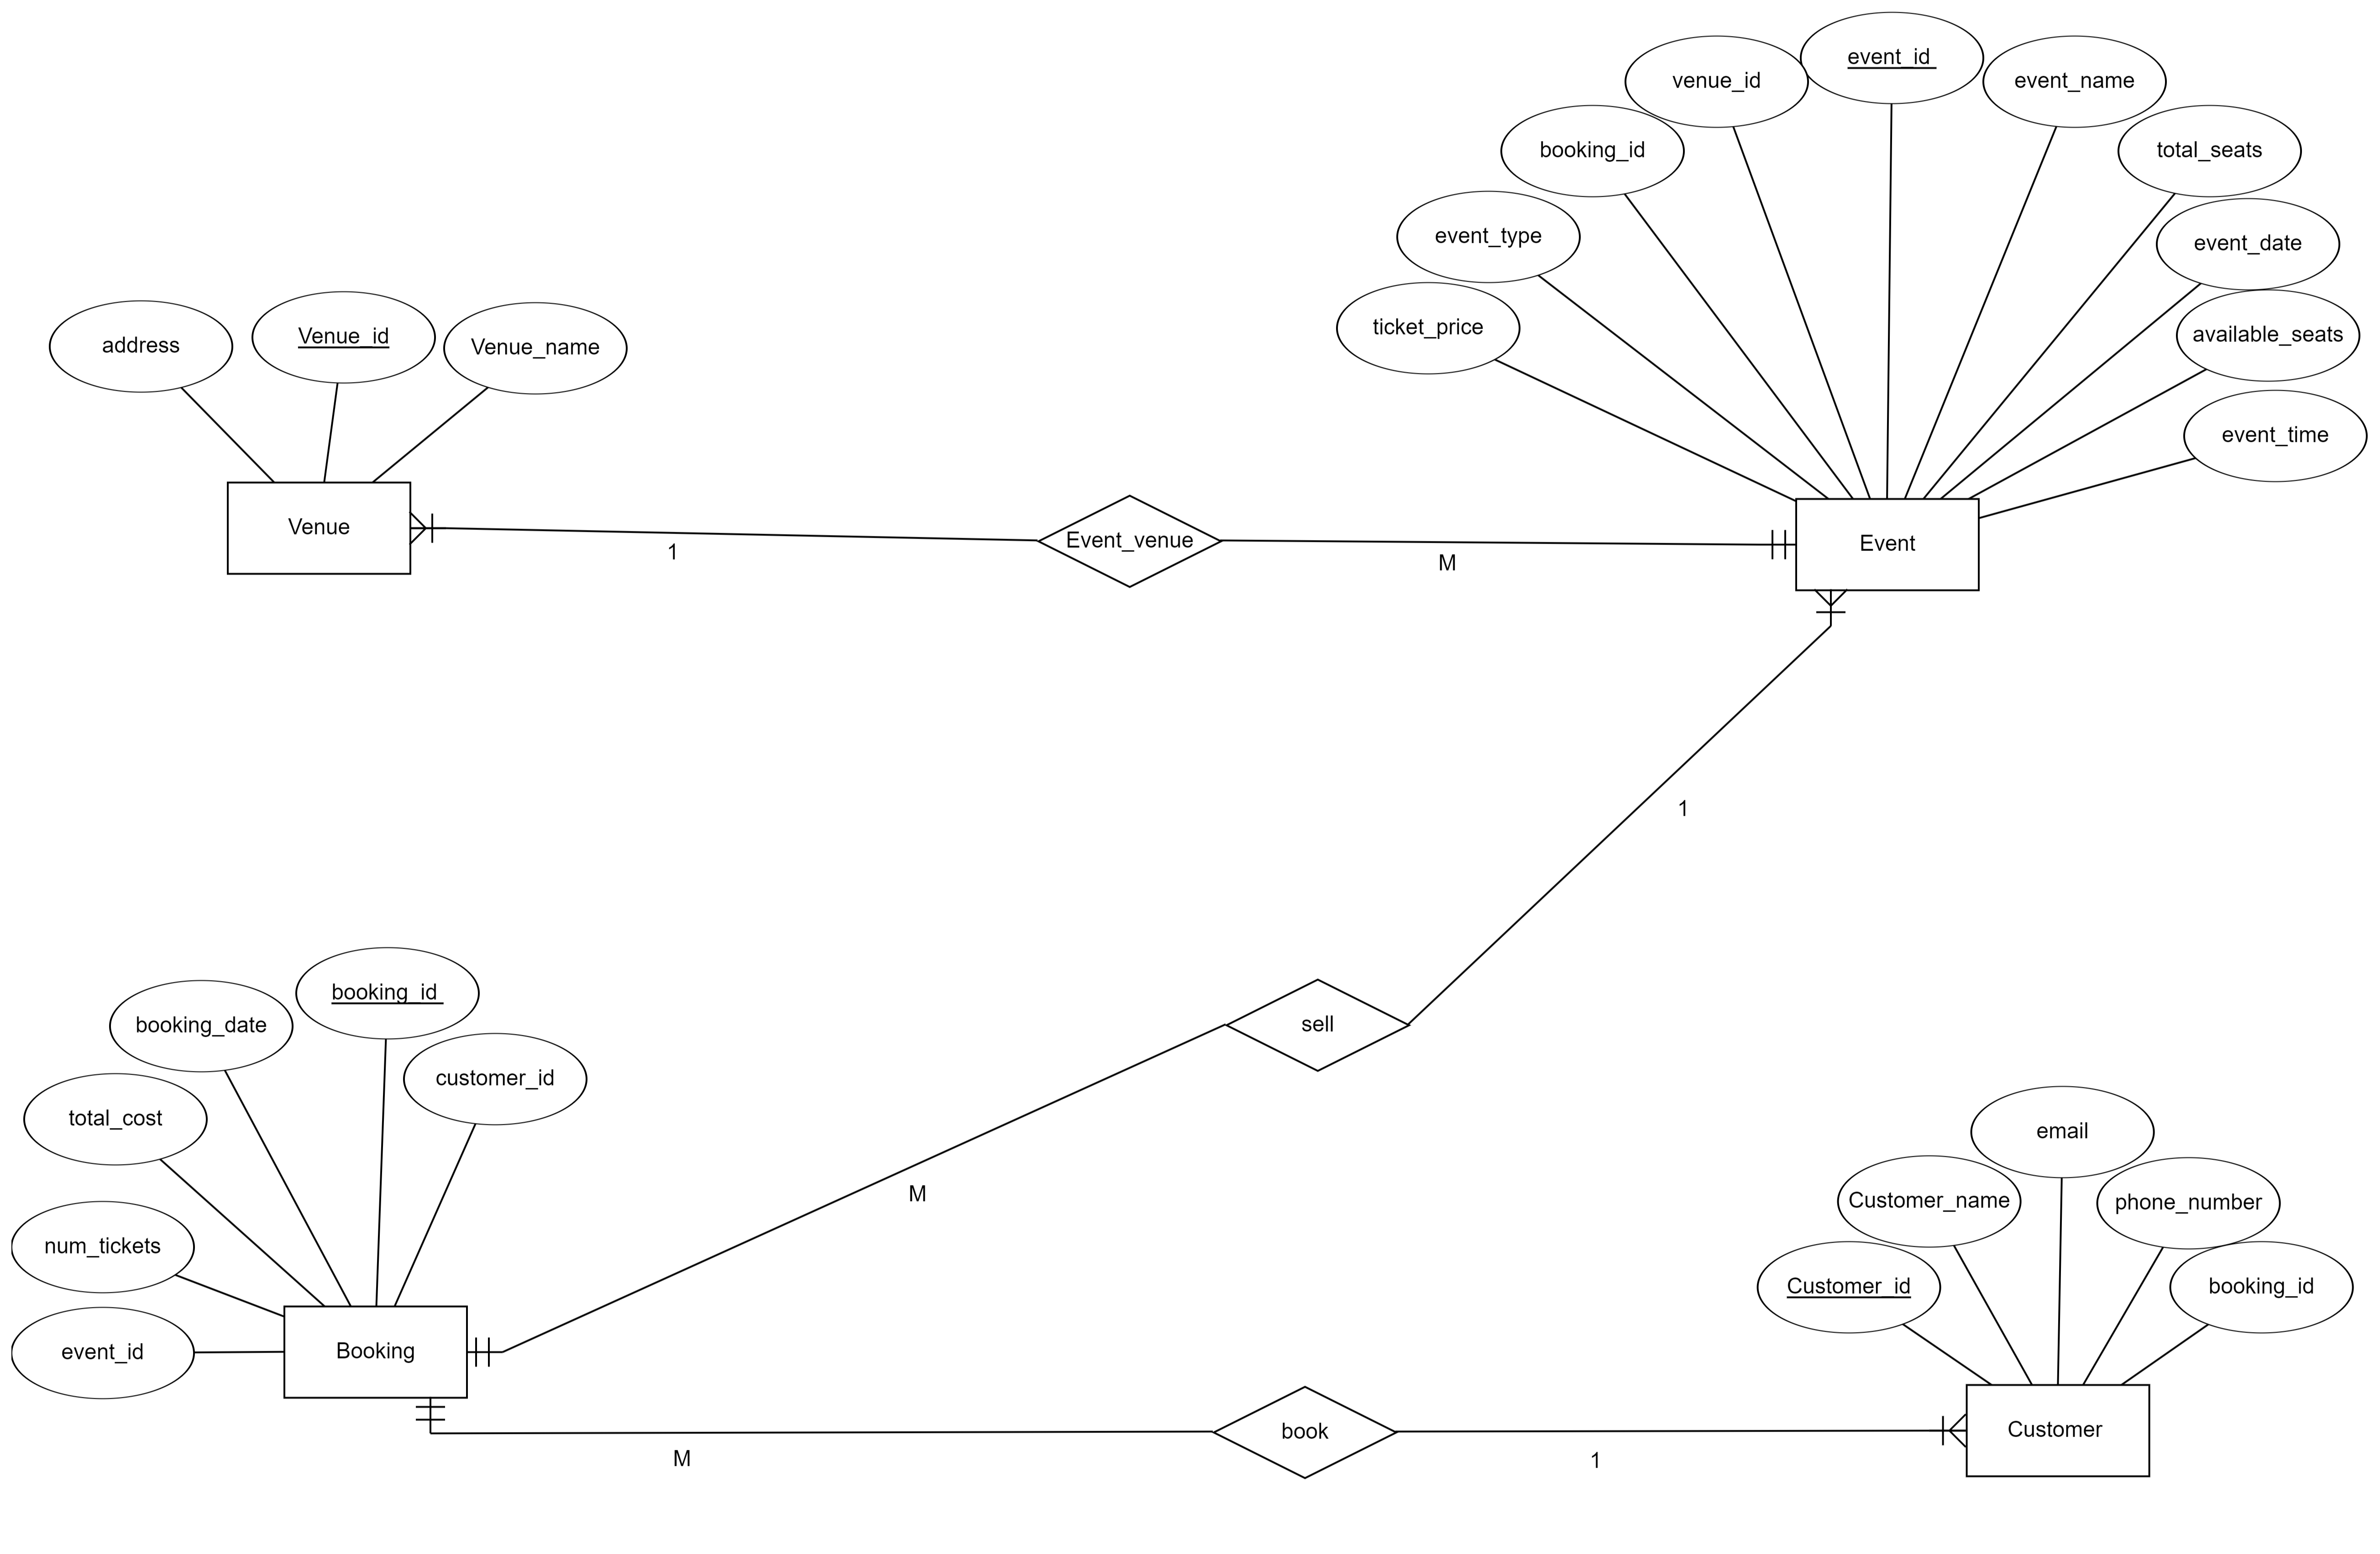 event_id
venue_id
event_name
booking_id
total_seats
event_type
event_date
ticket_price
available_seats
address
Venue_id
Venue_name
event_time
Venue
1
Event_venue
M
Event
1
booking_id
booking_date
sell
customer_id
total_cost
email
M
Customer_name
phone_number
num_tickets
Customer_id
booking_id
event_id
Booking
book
Customer
M
1